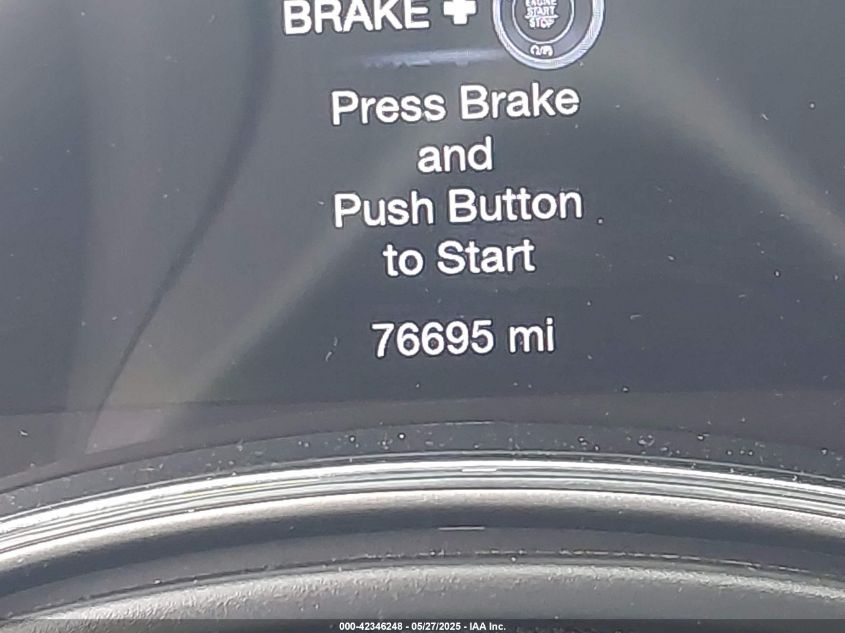 BRAKE +
ENGINE
START
STOP
Press Brake
and
Push Button
to Start
76695 mi
000-42346248 - 05/27/2025 - IAA Inc.